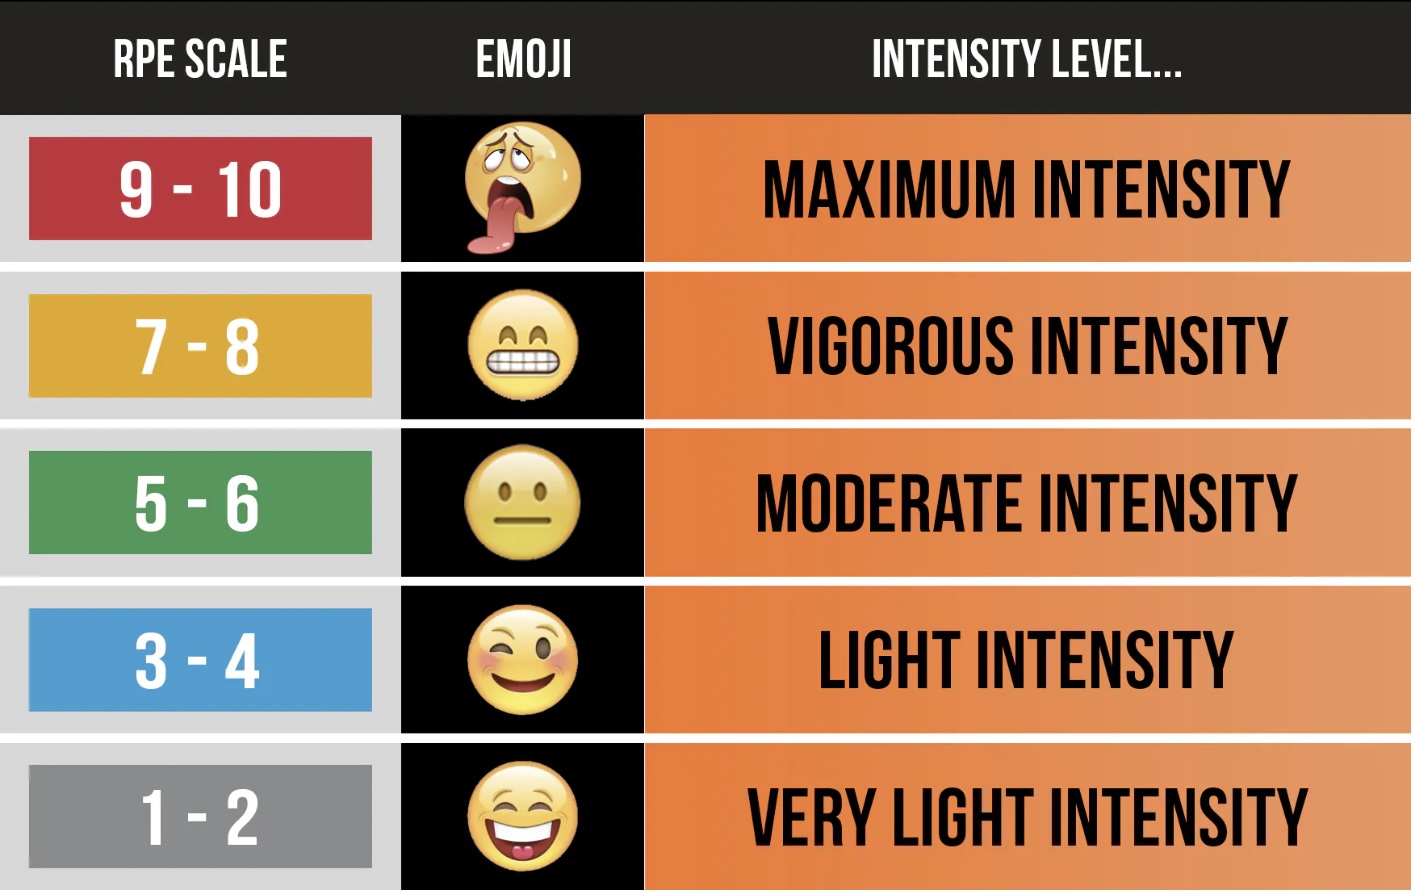 RPE SCALE EMOJI INTENSITY LEVEL...
9 - 10 MAXIMUM INTENSITY
7 - 8 VIGOROUS INTENSITY
5 - 6 MODERATE INTENSITY
3 - 4 LIGHT INTENSITY
1 - 2 VERY LIGHT INTENSITY